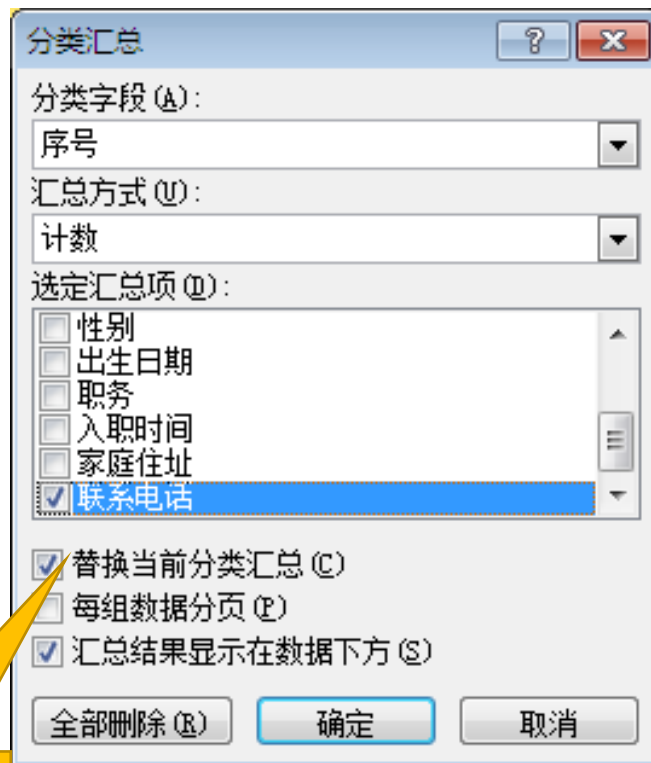 分类汇总
分类字段(A):
序号
汇总方式(U):
计数
选定汇总项(D):
性别
出生日期
职务
入职时间
家庭住址
联系电话
替换当前分类汇总(C)
每组数据分页(P)
汇总结果显示在数据下方(S)
全部删除(R) 确定 取消